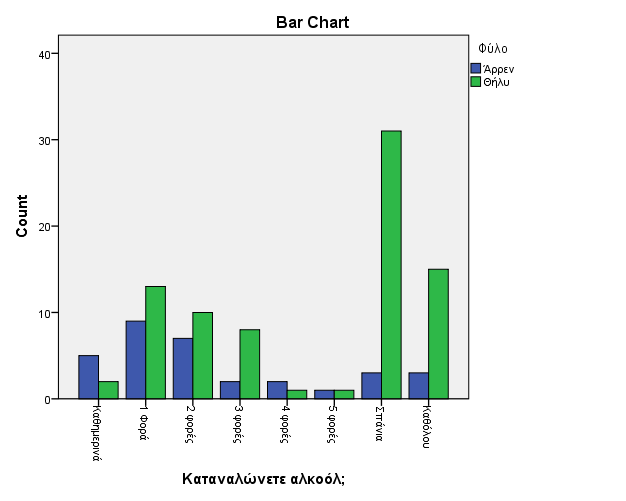 Bar Chart
Φύλο
Άρρεν
Θήλυ
40
30
20
10
0
Count
Καθημερινά
1 Φορά
2 φορές
3 φορές
4 φορές
5 φορές
Σπάνια
Καθόλου
Καταναλώνετε αλκοόλ;